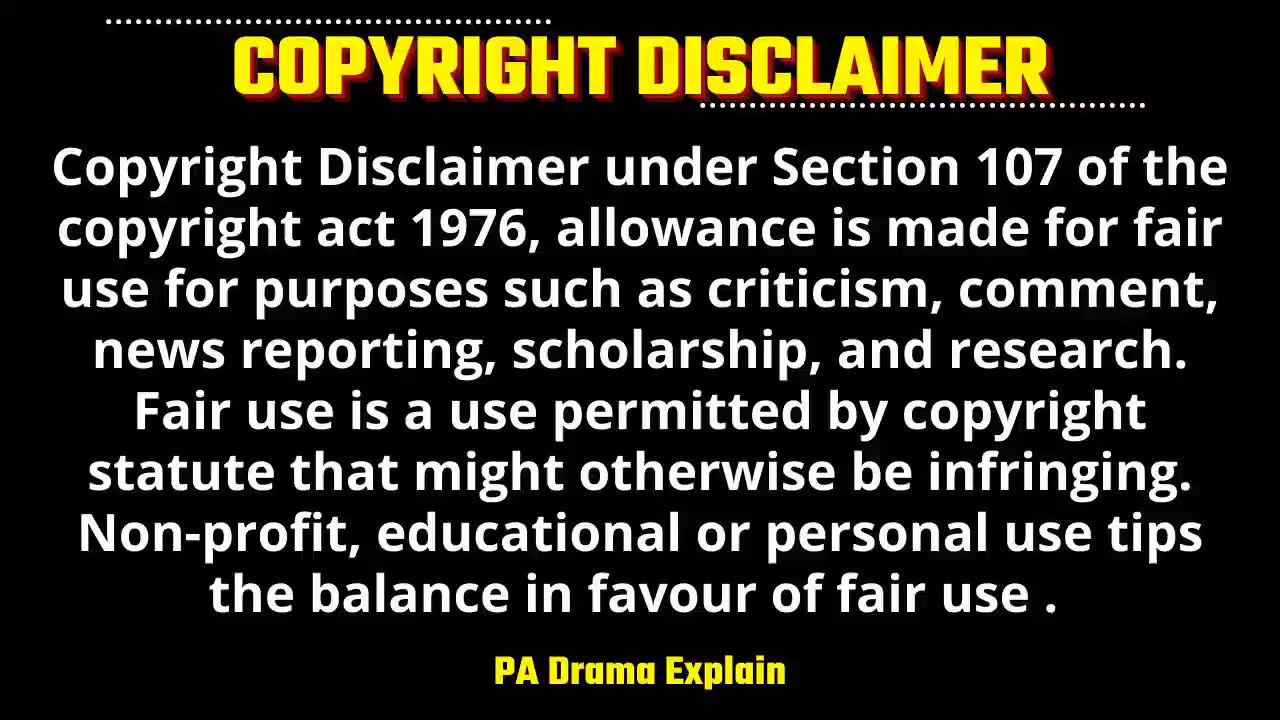 COPYRIGHT DISCLAIMER
Copyright Disclaimer under Section 107 of the
copyright act 1976, allowance is made for fair
use for purposes such as criticism, comment,
news reporting, scholarship, and research.
Fair use is a use permitted by copyright
statute that might otherwise be infringing.
Non-profit, educational or personal use tips
the balance in favour of fair use .
PA Drama Explain